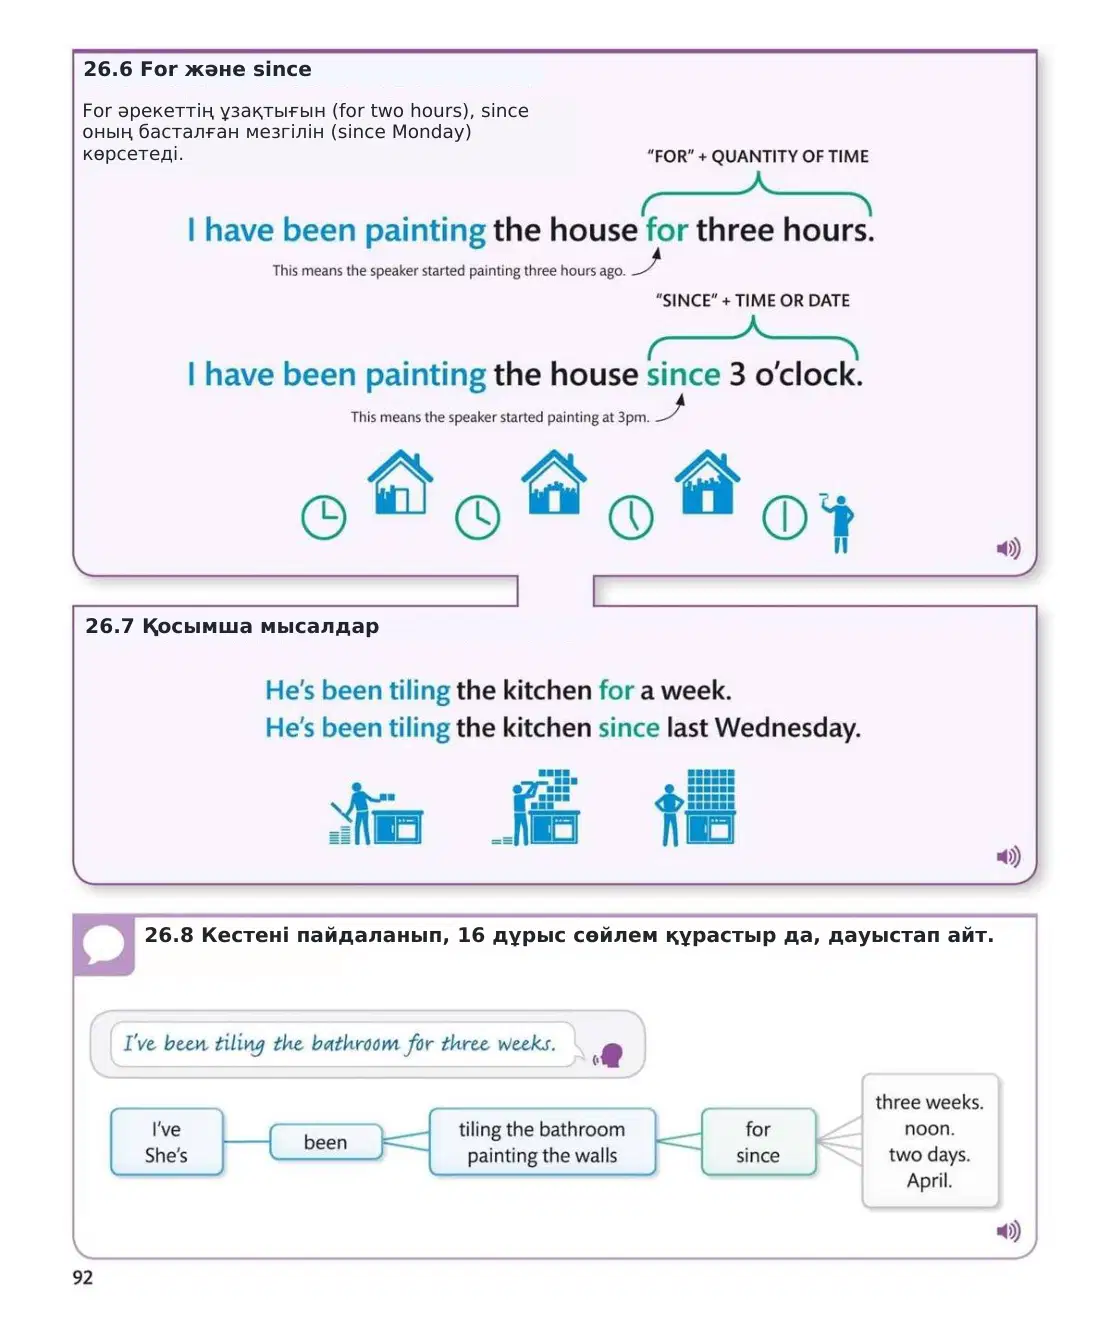 26.6 For және since
For әрекеттің ұзақтығын (for two hours), since
оның басталған мезгілін (since Monday)
көрсетеді.
“FOR” + QUANTITY OF TIME
I have been painting the house for three hours.
This means the speaker started painting three hours ago.
“SINCE” + TIME OR DATE
I have been painting the house since 3 o’clock.
This means the speaker started painting at 3pm.
26.7 Қосымша мысалдар
He’s been tiling the kitchen for a week.
He’s been tiling the kitchen since last Wednesday.
26.8 Кестені пайдаланып, 16 дұрыс сөйлем құрастыр да, дауыстап айт.
I’ve been tiling the bathroom for three weeks.
I’ve
She’s
been
tiling the bathroom
painting the walls
for
since
three weeks.
noon.
two days.
April.
92